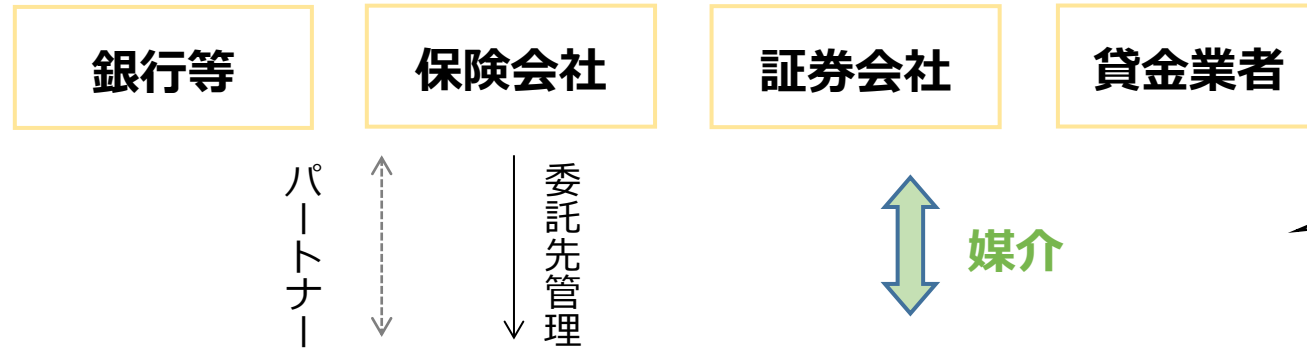 銀行等
保険会社
証券会社
貸金業者
パートナー
委託先管理
媒介